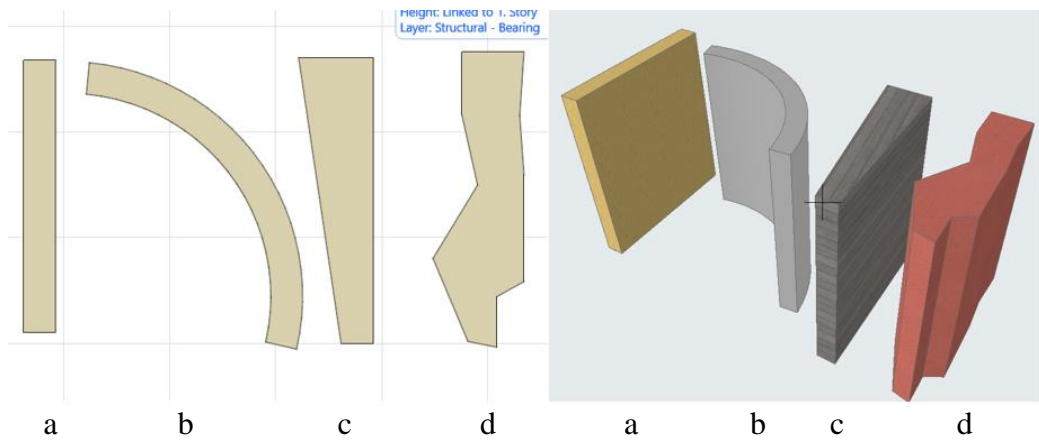 Height: Linked to 1. Story
Layer: Structural - Bearing
a b c d a b c d